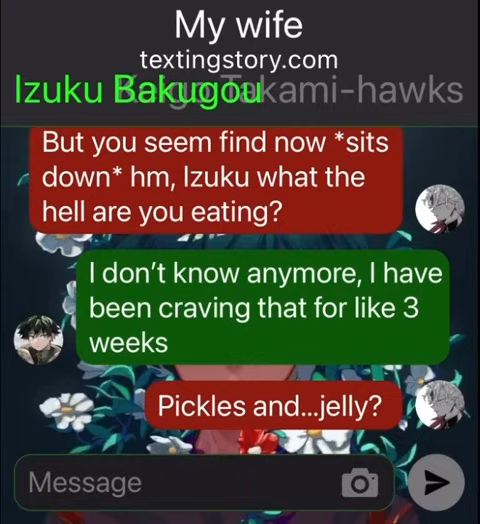 My wife
textingstory.com
Izuku Bakugou
Takami-hawks
But you seem find now *sits
down* hm, Izuku what the
hell are you eating?
I don't know anymore, I have
been craving that for like 3
weeks
Pickles and...jelly?
Message